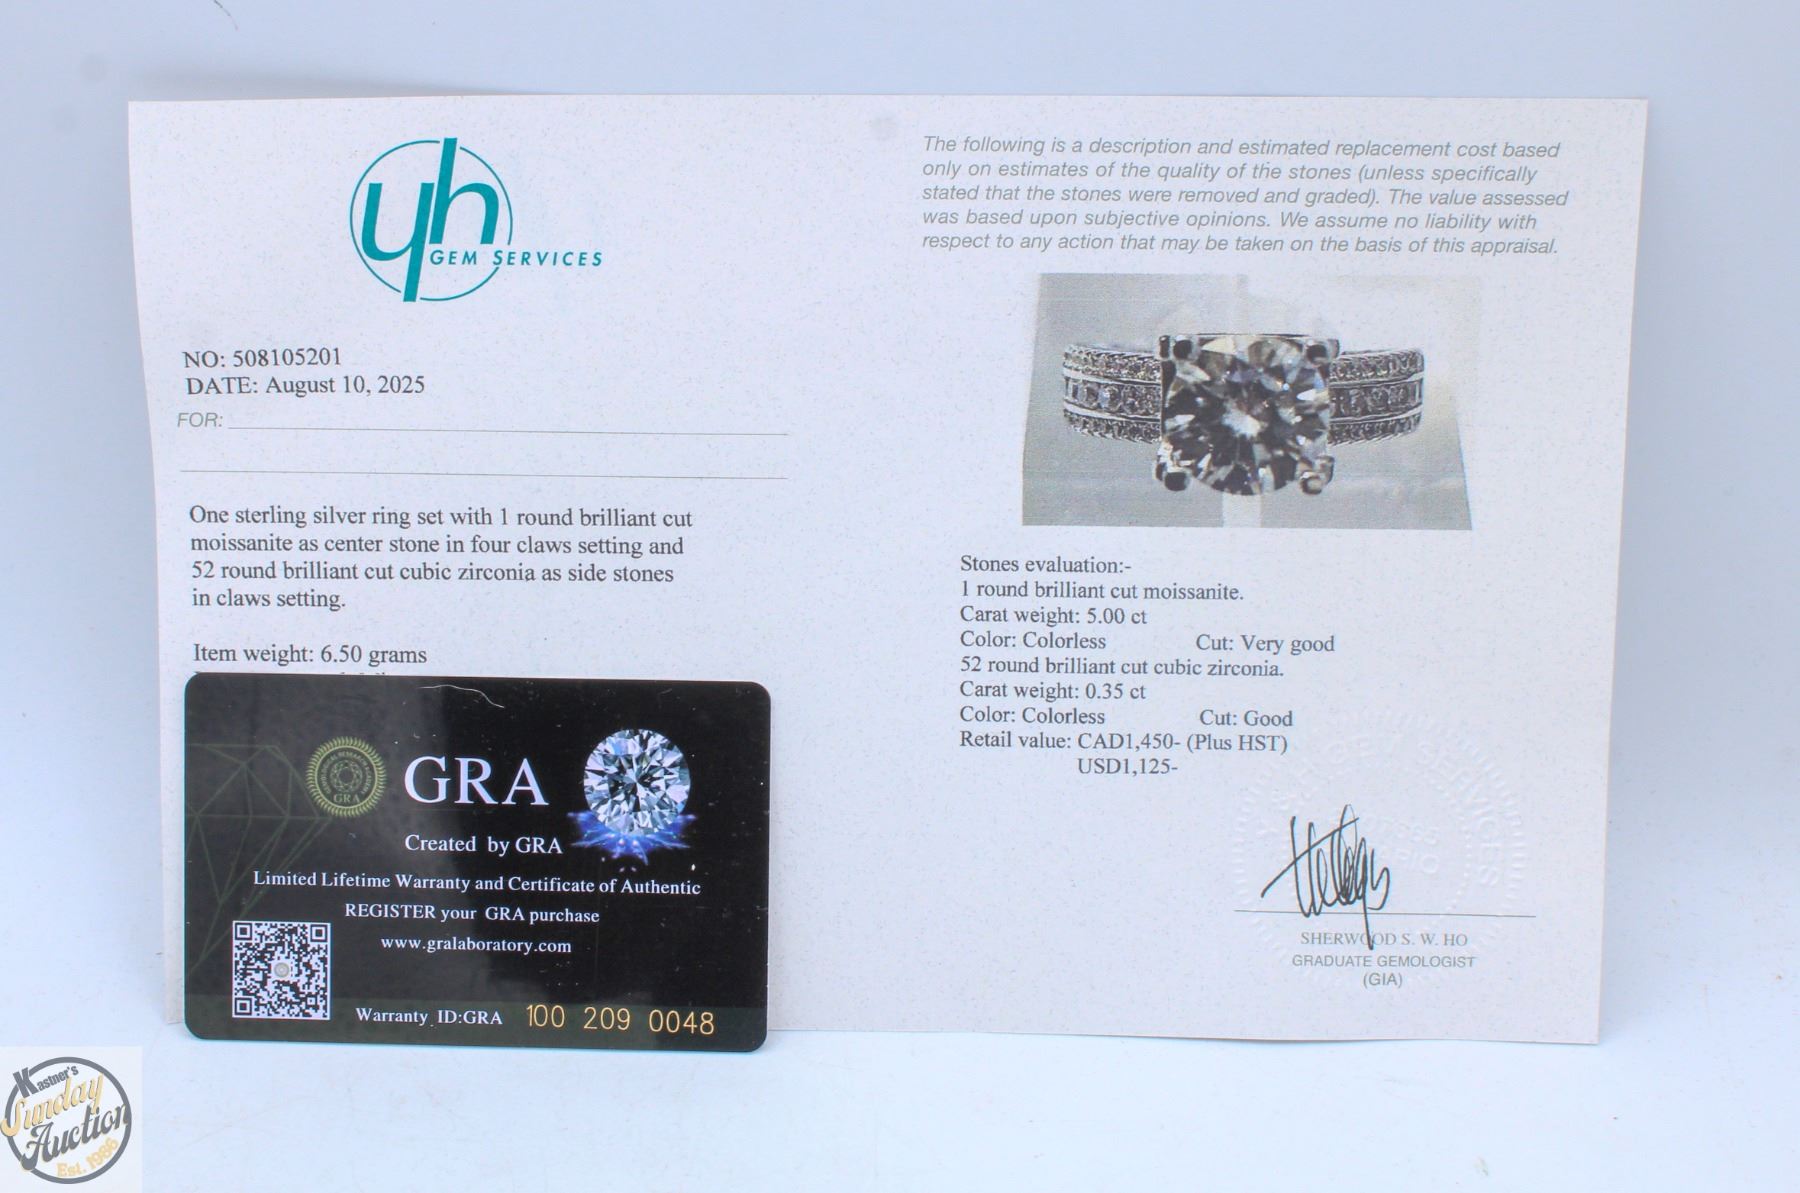 yh
GEM SERVICES
NO: 508105201
DATE: August 10, 2025
FOR:
One sterling silver ring set with 1 round brilliant cut
moissanite as center stone in four claws setting and
52 round brilliant cut cubic zirconia as side stones
in claws setting.
Item weight: 6.50 grams
The following is a description and estimated replacement cost based
only on estimates of the quality of the stones (unless specifically
stated that the stones were removed and graded). The value assessed
was based upon subjective opinions. We assume no liability with
respect to any action that may be taken on the basis of this appraisal.
Stones evaluation:-
1 round brilliant cut moissanite.
Carat weight: 5.00 ct
Color: Colorless Cut: Very good
52 round brilliant cut cubic zirconia.
Carat weight: 0.35 ct
Color: Colorless Cut: Good
Retail value: CAD1,450- (Plus HST)
USD1,125-
SHERWOOD S. W. HO
GRADUATE GEMOLOGIST
(GIA)
GRA
GRA
Created by GRA
Limited Lifetime Warranty and Certificate of Authentic
REGISTER your GRA purchase
www.gralaboratory.com
Warranty ID:GRA 100 209 0048
Kastner's
Sunday
Auction
Est. 1986